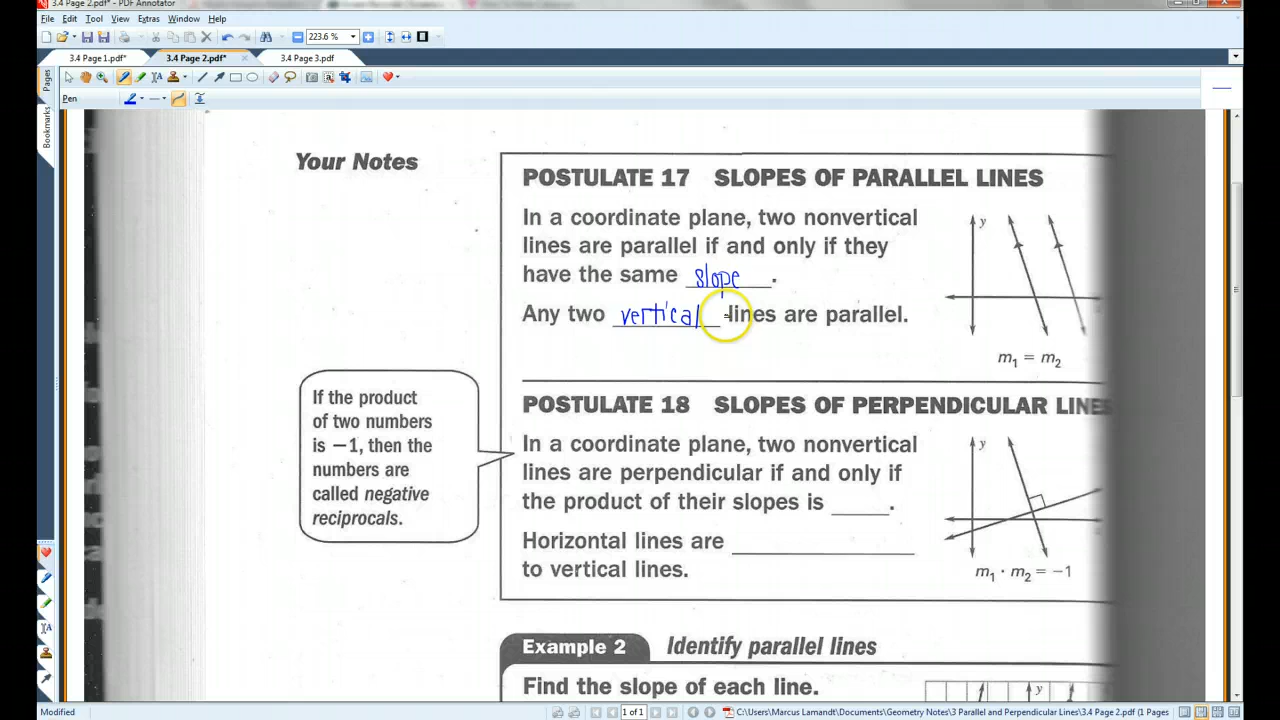 3.4 Page 2.pdf* - PDF Annotator
File Edit Tool View Extras Window Help
223.6 %
3.4 Page 1.pdf* 3.4 Page 2.pdf* 3.4 Page 3.pdf
Pen
Pages
Bookmarks
Your Notes
POSTULATE 17 SLOPES OF PARALLEL LINES
In a coordinate plane, two nonvertical
lines are parallel if and only if they
have the same slope.
Any two vertical lines are parallel.
y
m₁ = m₂
If the product
of two numbers
is −1, then the
numbers are
called negative
reciprocals.
POSTULATE 18 SLOPES OF PERPENDICULAR LINES
In a coordinate plane, two nonvertical
lines are perpendicular if and only if
the product of their slopes is ____.
Horizontal lines are ____________
to vertical lines.
y
m₁ · m₂ = −1
Example 2 Identify parallel lines
Find the slope of each line.
y
Modified
1 of 1
C:\Users\Marcus Lamandt\Documents\Geometry Notes\3 Parallel and Perpendicular Lines\3.4 Page 2.pdf (1 Pages